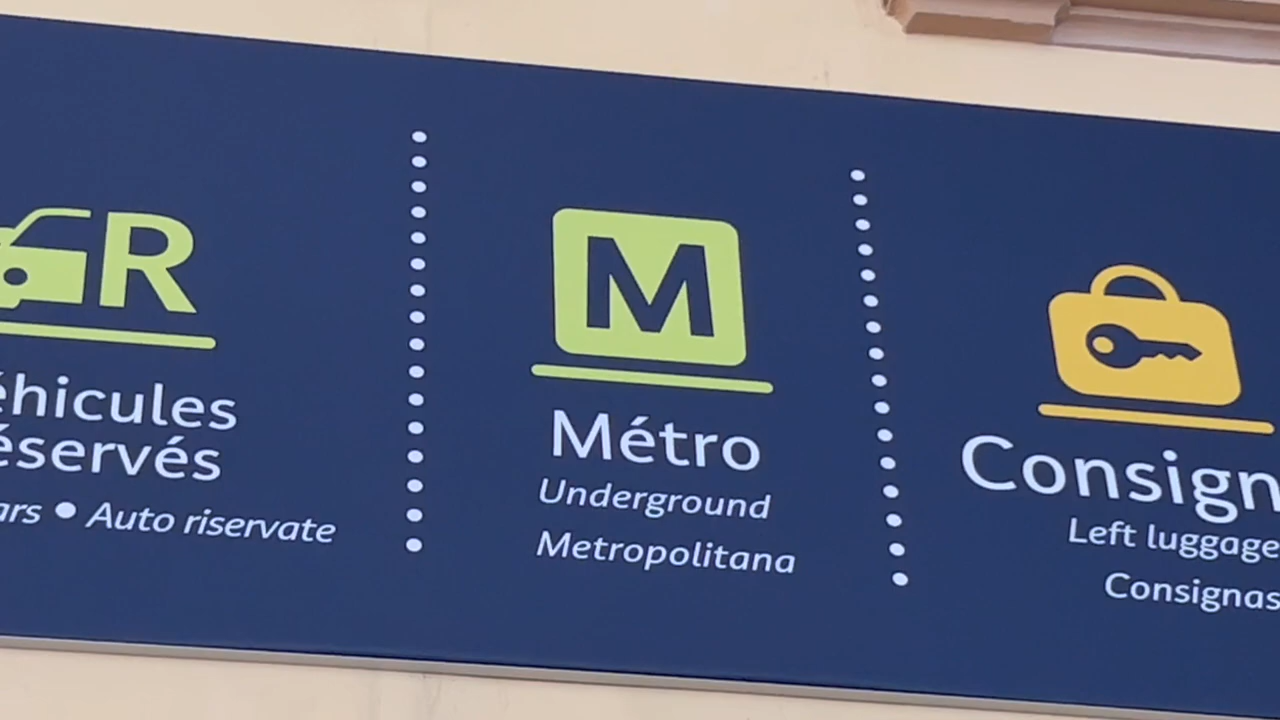 R
éhicules
éservés
ars • Auto riservate
M
Métro
Underground
Metropolitana
Consign
Left luggage
Consignas